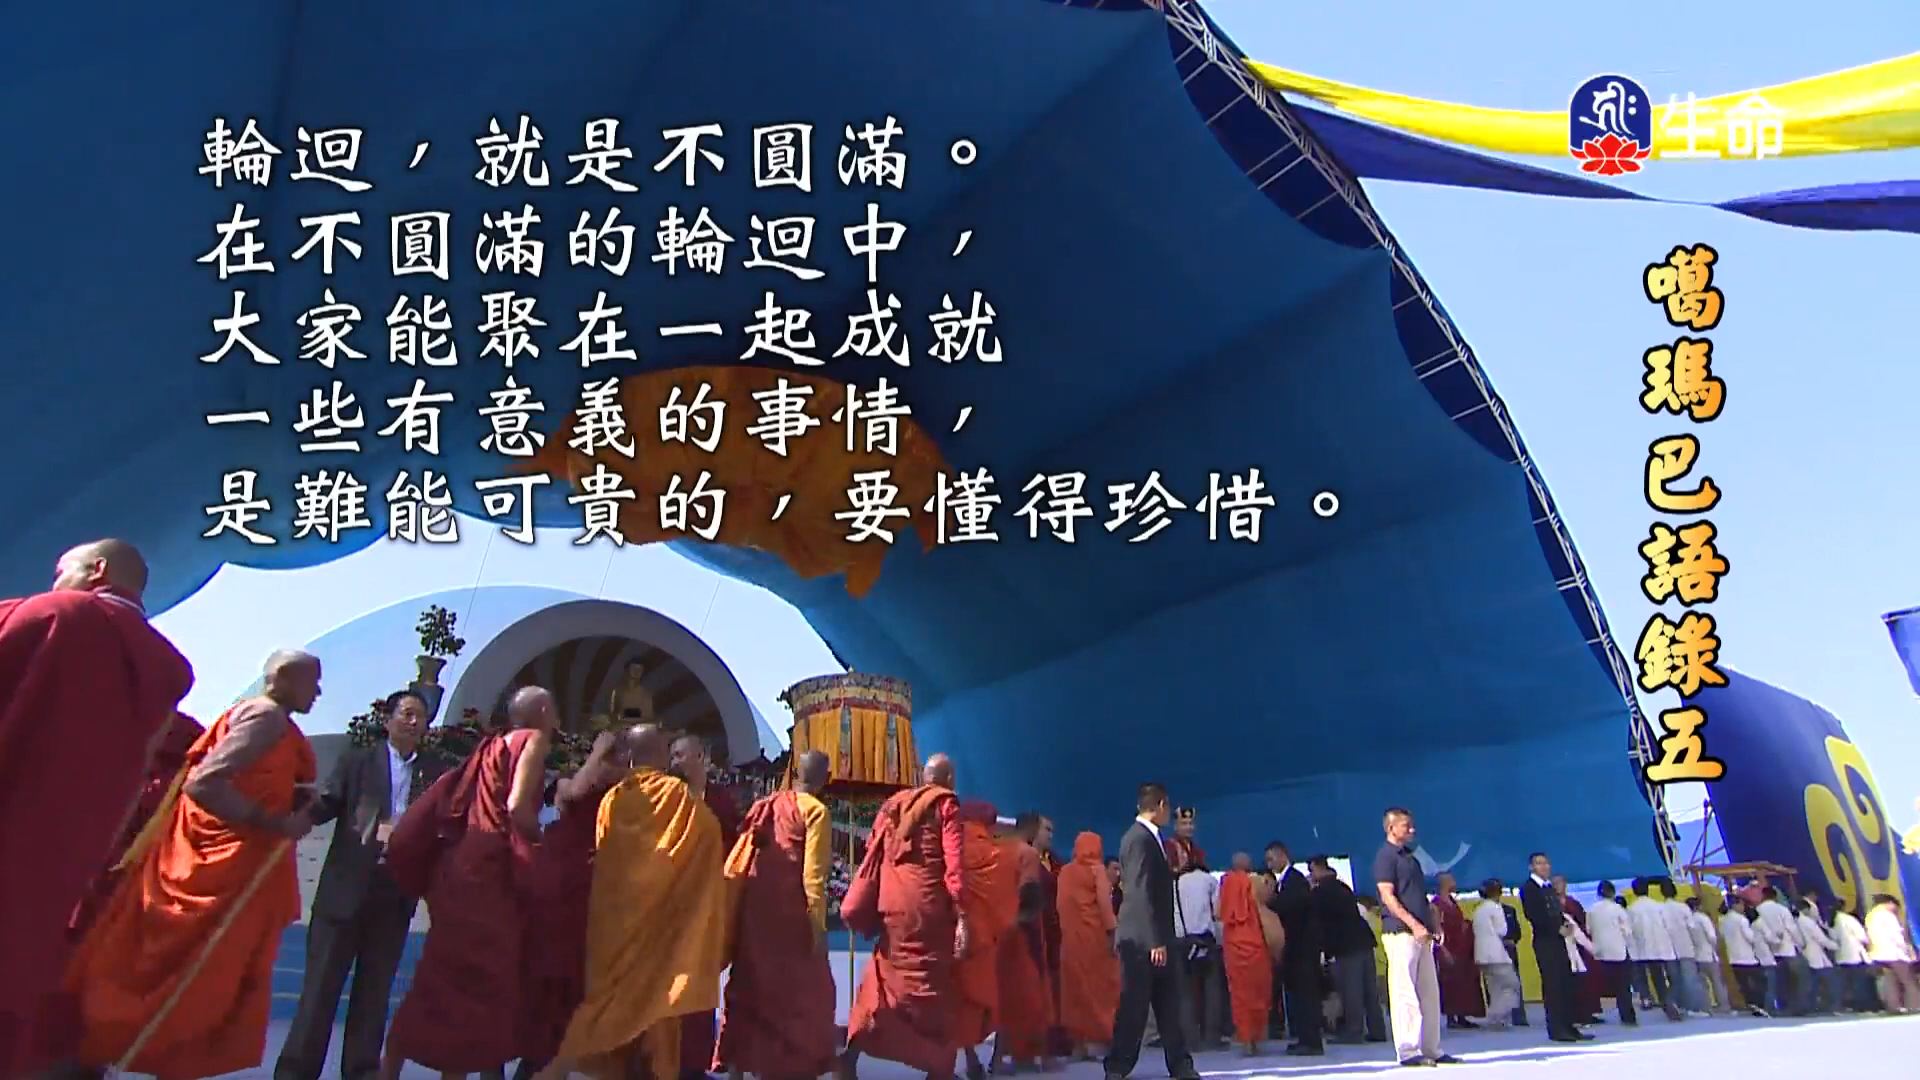 輪迴，就是不圓滿。
在不圓滿的輪迴中，
大家能聚在一起成就
一些有意義的事情，
是難能可貴的，要懂得珍惜。
生命
噶瑪巴語錄五